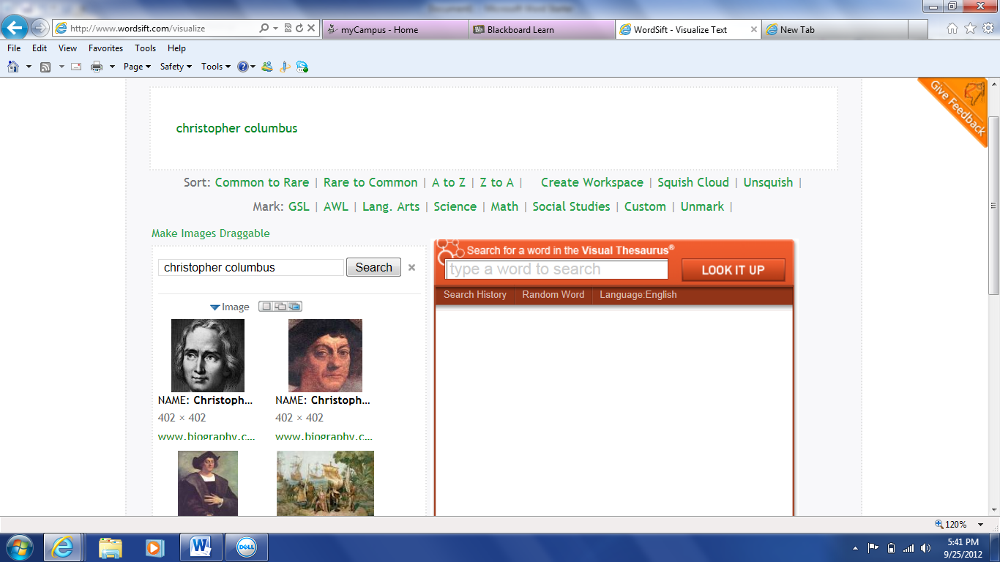 http://www.wordsift.com/visualize
myCampus - Home
Bb Blackboard Learn
WordSift - Visualize Text
New Tab
File Edit View Favorites Tools Help
Page Safety Tools
Give Feedback
christopher columbus
Sort: Common to Rare | Rare to Common | A to Z | Z to A | Create Workspace | Squish Cloud | Unsquish |
Mark: GSL | AWL | Lang. Arts | Science | Math | Social Studies | Custom | Unmark |
Make Images Draggable
christopher columbus Search
Search for a word in the Visual Thesaurus®
type a word to search LOOK IT UP
Search History Random Word Language:English
Image
NAME: Christoph... NAME: Christoph...
402 × 402 402 × 402
www.biography.c... www.biography.c...
120%
W DELL
5:41 PM
9/25/2012